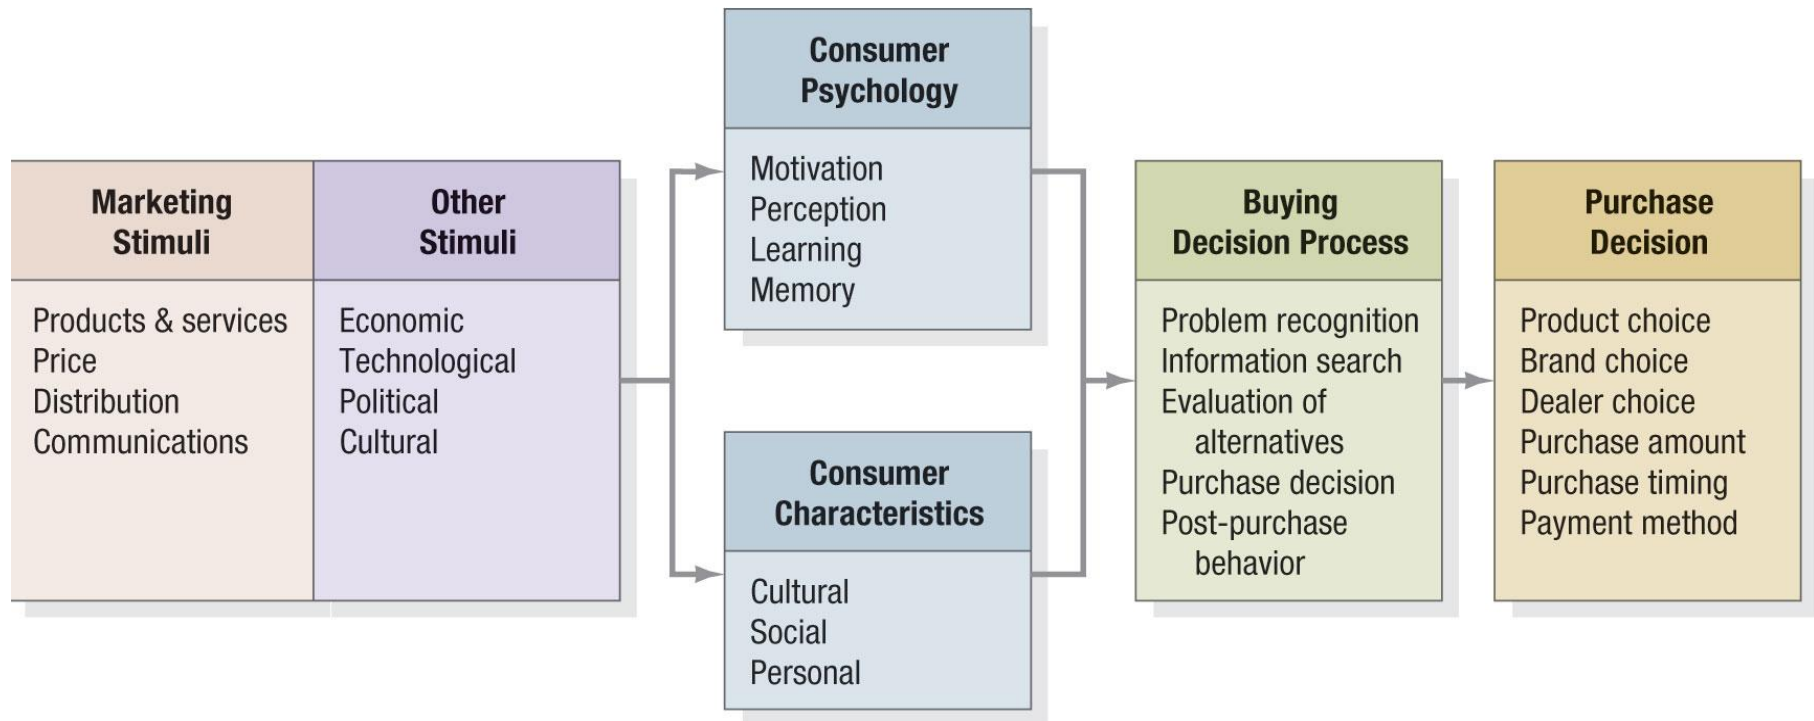 Marketing
Stimuli
Products & services
Price
Distribution
Communications
Other
Stimuli
Economic
Technological
Political
Cultural
Consumer
Psychology
Motivation
Perception
Learning
Memory
Consumer
Characteristics
Cultural
Social
Personal
Buying
Decision Process
Problem recognition
Information search
Evaluation of
alternatives
Purchase decision
Post-purchase
behavior
Purchase
Decision
Product choice
Brand choice
Dealer choice
Purchase amount
Purchase timing
Payment method